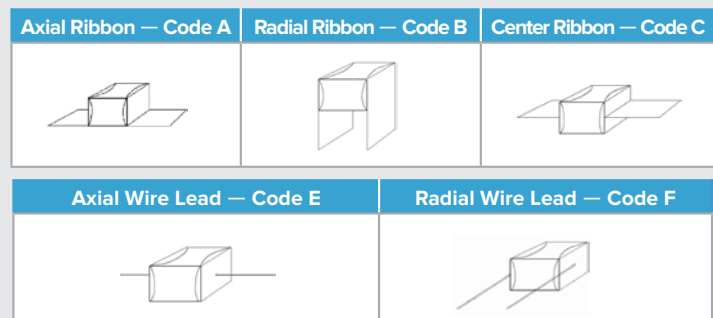 Axial Ribbon — Code A
Radial Ribbon — Code B
Center Ribbon — Code C
Axial Wire Lead — Code E
Radial Wire Lead — Code F